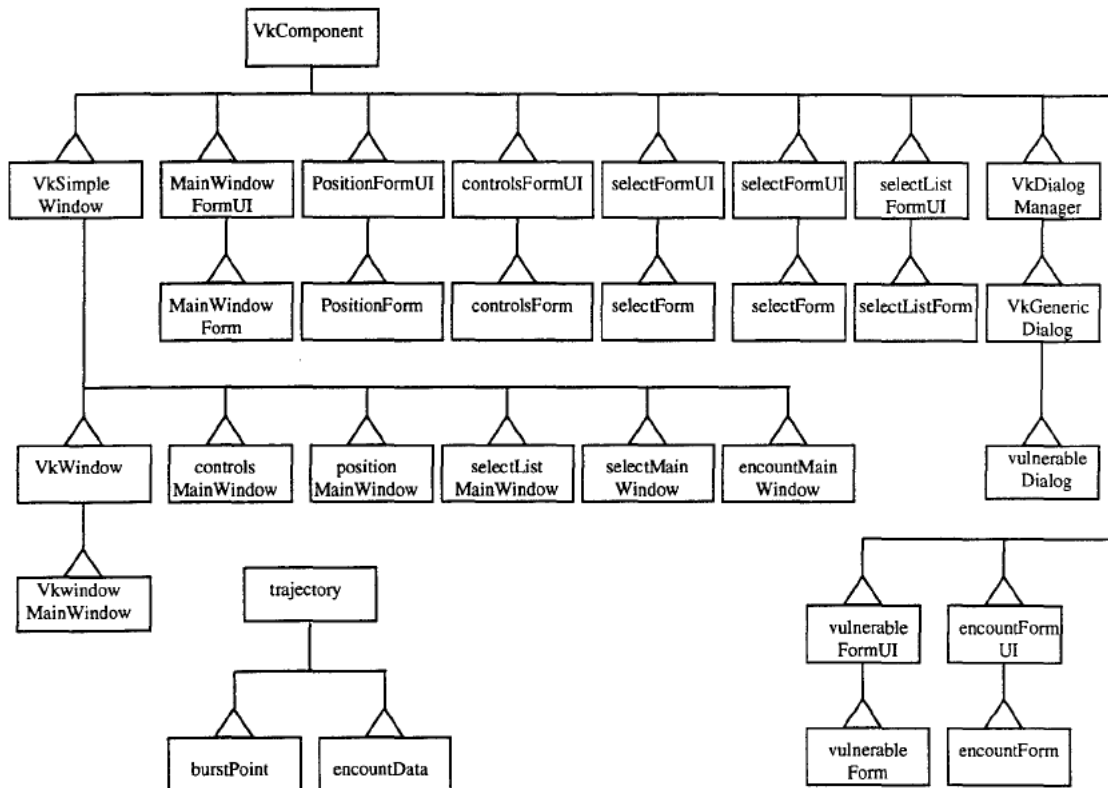 VkComponent
VkSimple
Window
MainWindow
FormUI
PositionFormUI
controlsFormUI
selectFormUI
selectFormUI
selectList
FormUI
VkDialog
Manager
MainWindow
Form
PositionForm
controlsForm
selectForm
selectForm
selectListForm
VkGeneric
Dialog
VkWindow
controls
MainWindow
position
MainWindow
selectList
MainWindow
selectMain
Window
encountMain
Window
vulnerable
Dialog
Vkwindow
MainWindow
trajectory
vulnerable
FormUI
encountForm
UI
burstPoint
encountData
vulnerable
Form
encountForm